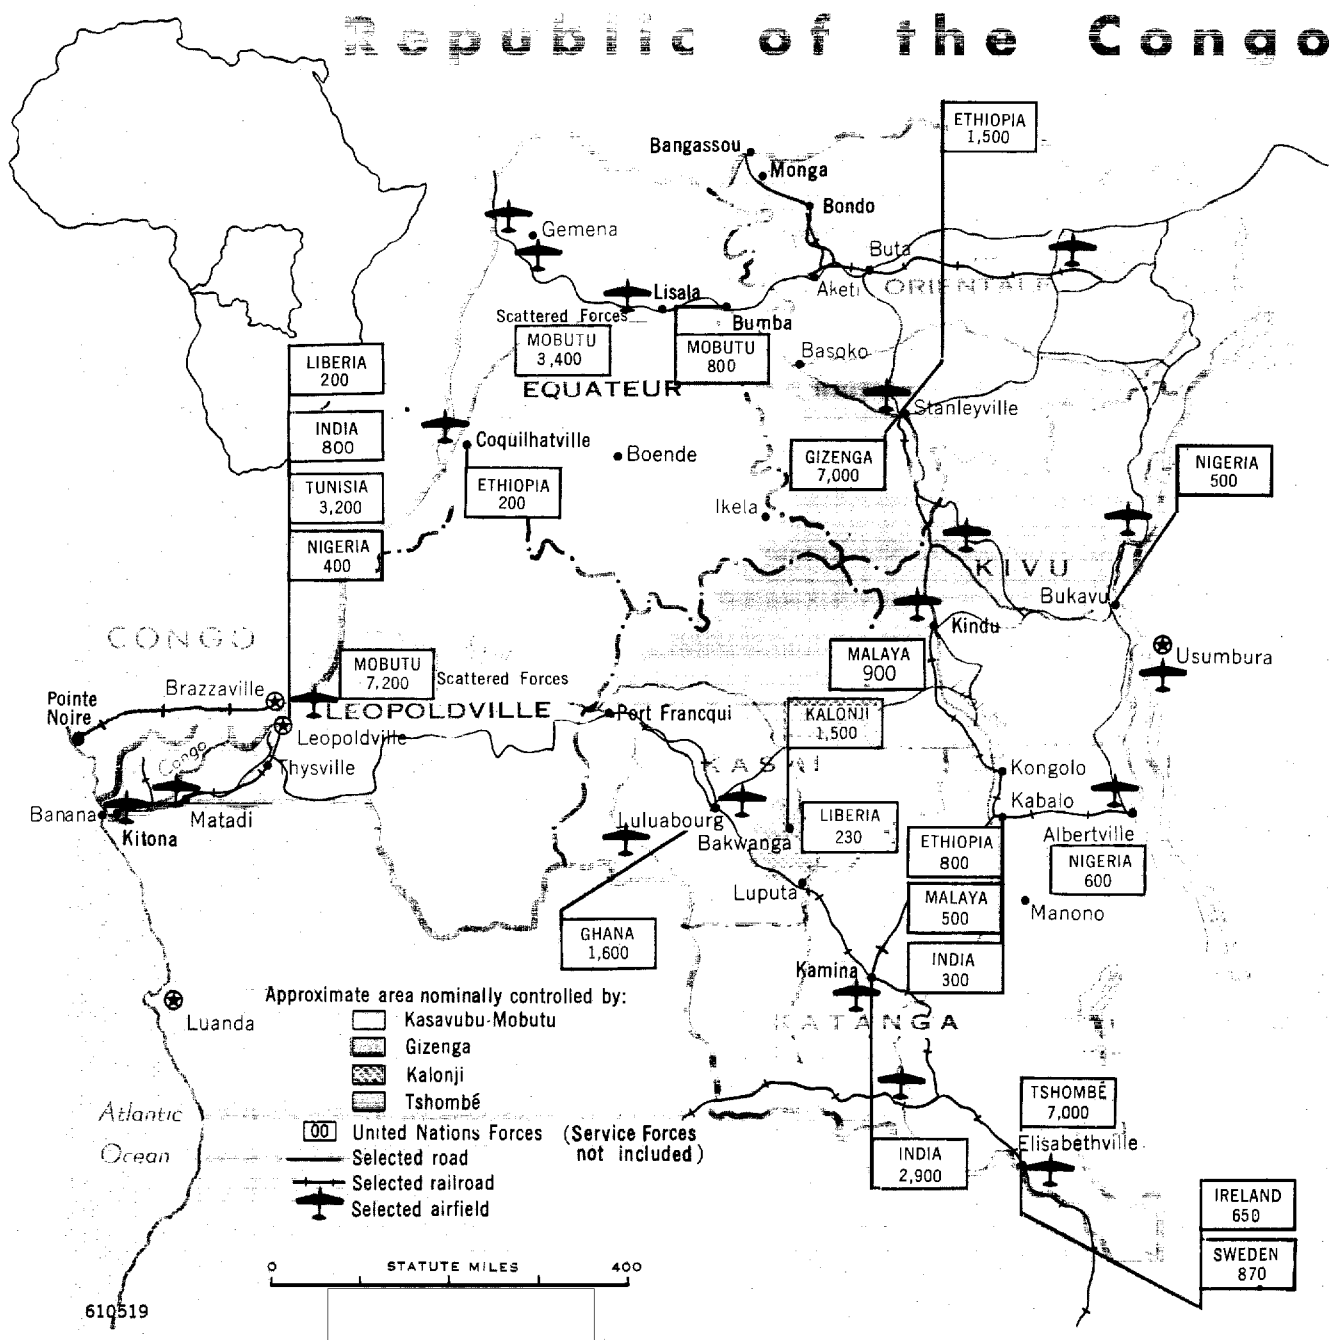 Republic of the Congo
ETHIOPIA
1,500
Bangassou
Monga
Bondo
Gemena
Buta
Aketi
ORIENTALE
Lisala
Scattered Forces
Bumba
MOBUTU
3,400
MOBUTU
800
Basoko
LIBERIA
200
EQUATEUR
Stanleyville
INDIA
800
Coquilhatville
Boende
GIZENGA
7,000
NIGERIA
500
TUNISIA
3,200
ETHIOPIA
200
Ikela
NIGERIA
400
KIVU
Bukavu
CONGO
Kindu
MOBUTU
7,200
Scattered Forces
MALAYA
900
Usumbura
Brazzaville
Pointe
Noire
LEOPOLDVILLE
Port Francqui
KALONJI
1,500
Leopoldville
Congo
Thysville
KASAI
Kongolo
Kabalo
Banana
Kitona
Matadi
Luluabourg
Bakwanga
LIBERIA
230
ETHIOPIA
800
Albertville
NIGERIA
600
Luputa
MALAYA
500
Manono
GHANA
1,600
INDIA
300
Kamina
Approximate area nominally controlled by:
Kasavubu-Mobutu
Gizenga
Kalonji
Tshombé
Luanda
KATANGA
TSHOMBÉ
7,000
Atlantic
Ocean
00 United Nations Forces (Service Forces
not included)
Selected road
Selected railroad
Selected airfield
Elisabethville
INDIA
2,900
IRELAND
650
SWEDEN
870
0 STATUTE MILES 400
610519